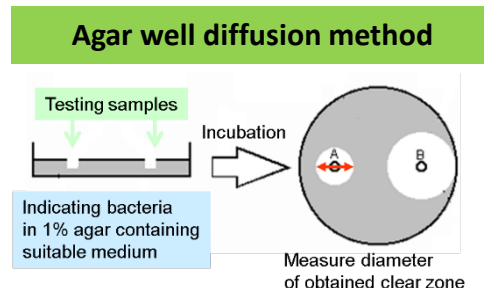 Agar well diffusion method
Testing samples
Incubation
A
B
Indicating bacteria
in 1% agar containing
suitable medium
Measure diameter
of obtained clear zone